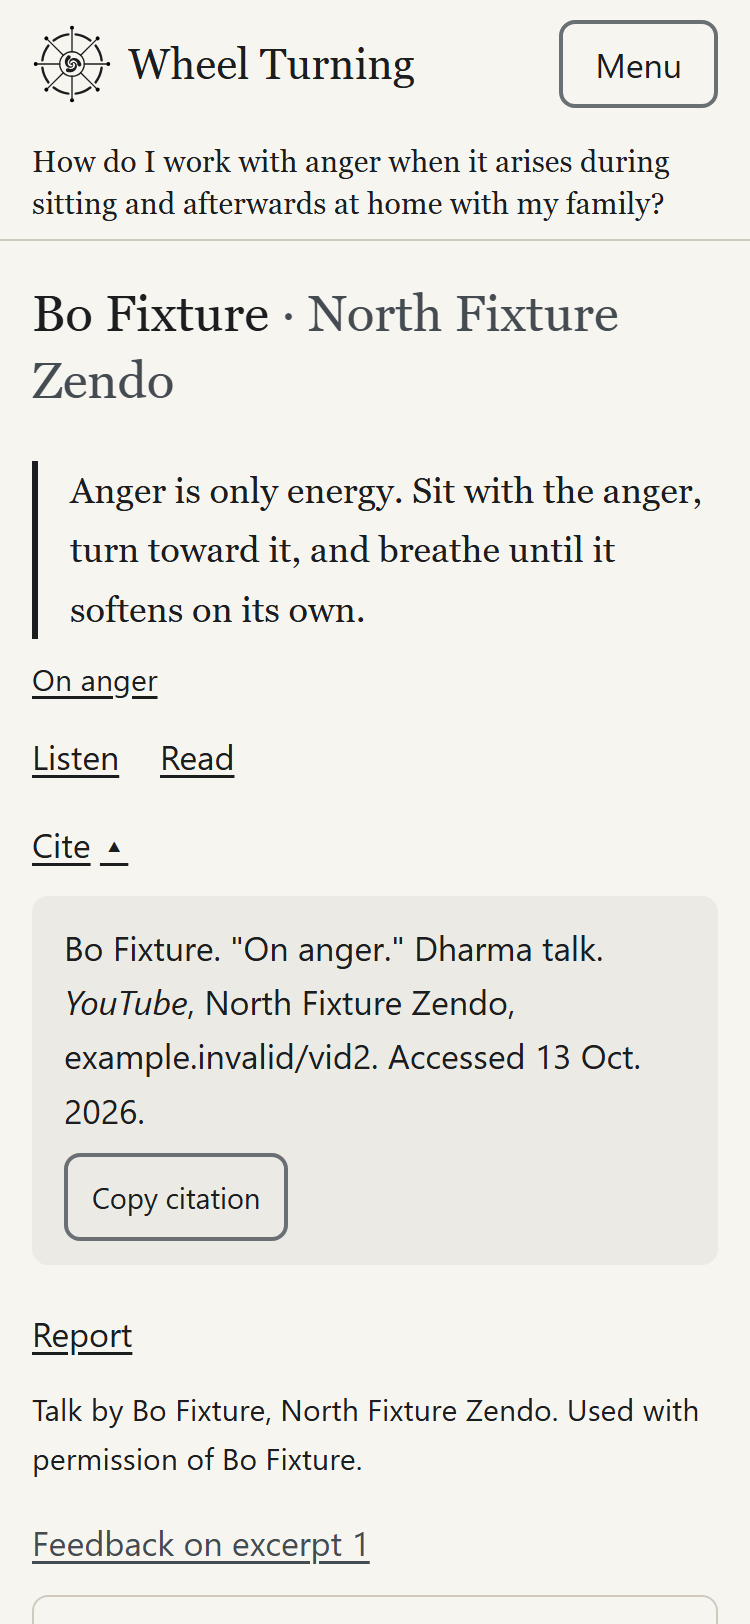 Wheel Turning
Menu
How do I work with anger when it arises during
sitting and afterwards at home with my family?
Bo Fixture · North Fixture
Zendo
Anger is only energy. Sit with the anger,
turn toward it, and breathe until it
softens on its own.
On anger
Listen Read
Cite ▲
Bo Fixture. "On anger." Dharma talk.
YouTube, North Fixture Zendo,
example.invalid/vid2. Accessed 13 Oct.
2026.
Copy citation
Report
Talk by Bo Fixture, North Fixture Zendo. Used with
permission of Bo Fixture.
Feedback on excerpt 1